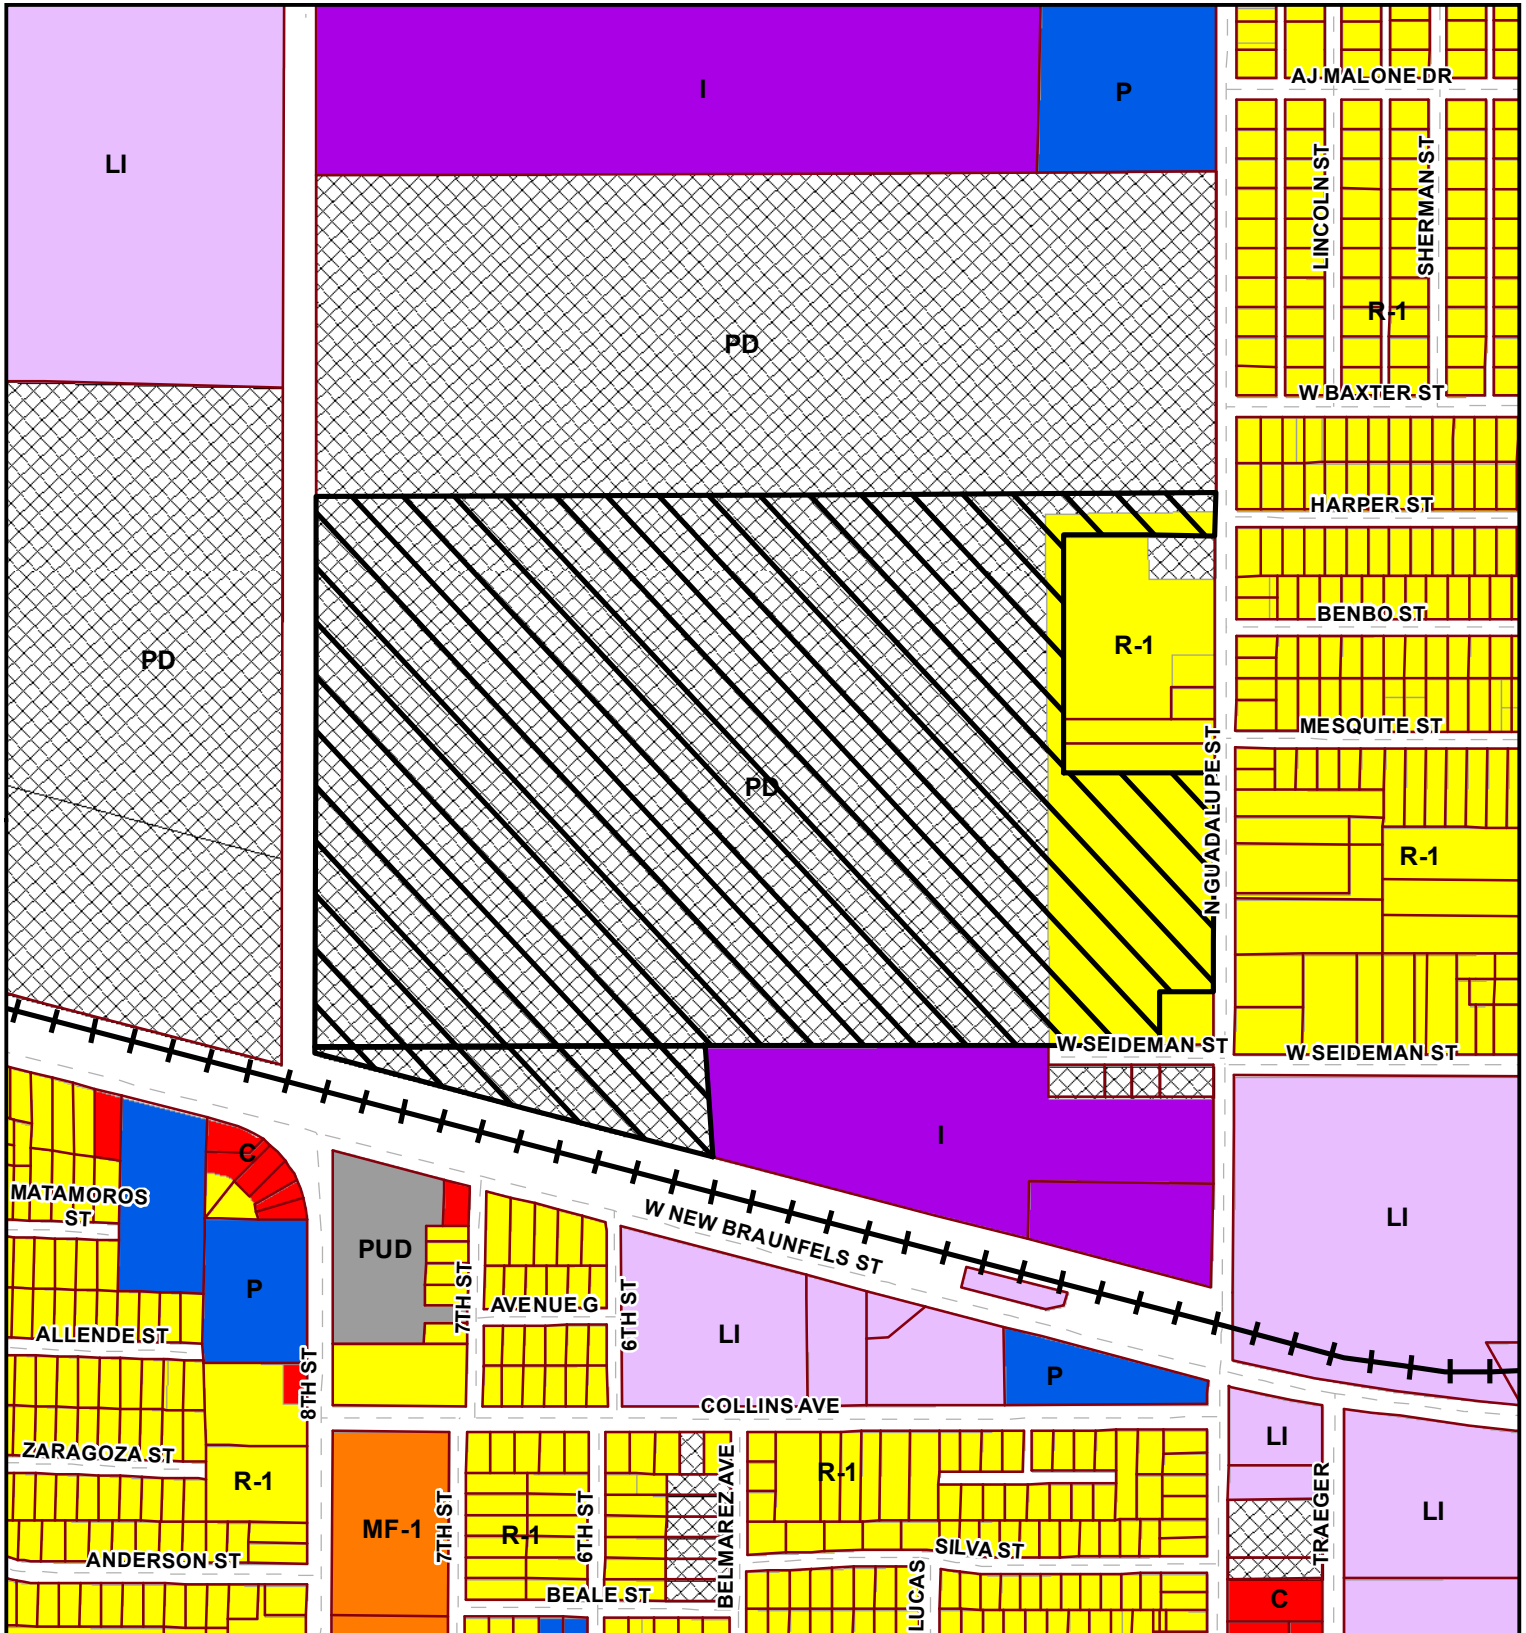 I
P
AJ MALONE DR
LI
LINCOLN ST
SHERMAN ST
R-1
PD
W BAXTER ST
HARPER ST
BENBO ST
R-1
PD
MESQUITE ST
N GUADALUPE ST
PD
R-1
W SEIDEMAN ST
W SEIDEMAN ST
I
C
MATAMOROS
ST
W NEW BRAUNFELS ST
LI
PUD
P
7TH ST
AVENUE G
6TH ST
ALLENDE ST
LI
P
8TH ST
COLLINS AVE
LI
ZARAGOZA ST
R-1
R-1
BELMAREZ AVE
TRAEGER
LI
MF-1
7TH ST
R-1
6TH ST
SILVA ST
ANDERSON ST
BEALE ST
LUCAS
C